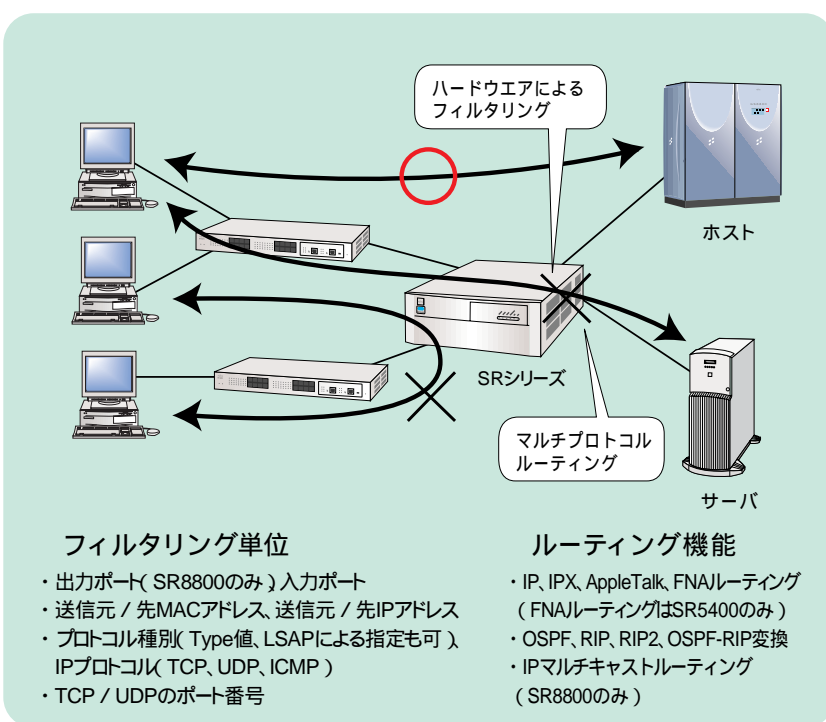 ハードウエアによる
フィルタリング
ホスト
SRシリーズ
マルチプロトコル
ルーティング
サーバ
フィルタリング単位
・出力ポート（SR8800のみ）、入力ポート
・送信元／先MACアドレス、送信元／先IPアドレス
・プロトコル種別（Type値、LSAPによる指定も可）、
IPプロトコル（TCP、UDP、ICMP）
・TCP／UDPのポート番号
ルーティング機能
・IP, IPX, AppleTalk, FNAルーティング
（FNAルーティングはSR5400のみ）
・OSPF, RIP, RIP2, OSPF-RIP変換
・IPマルチキャストルーティング
（SR8800のみ）